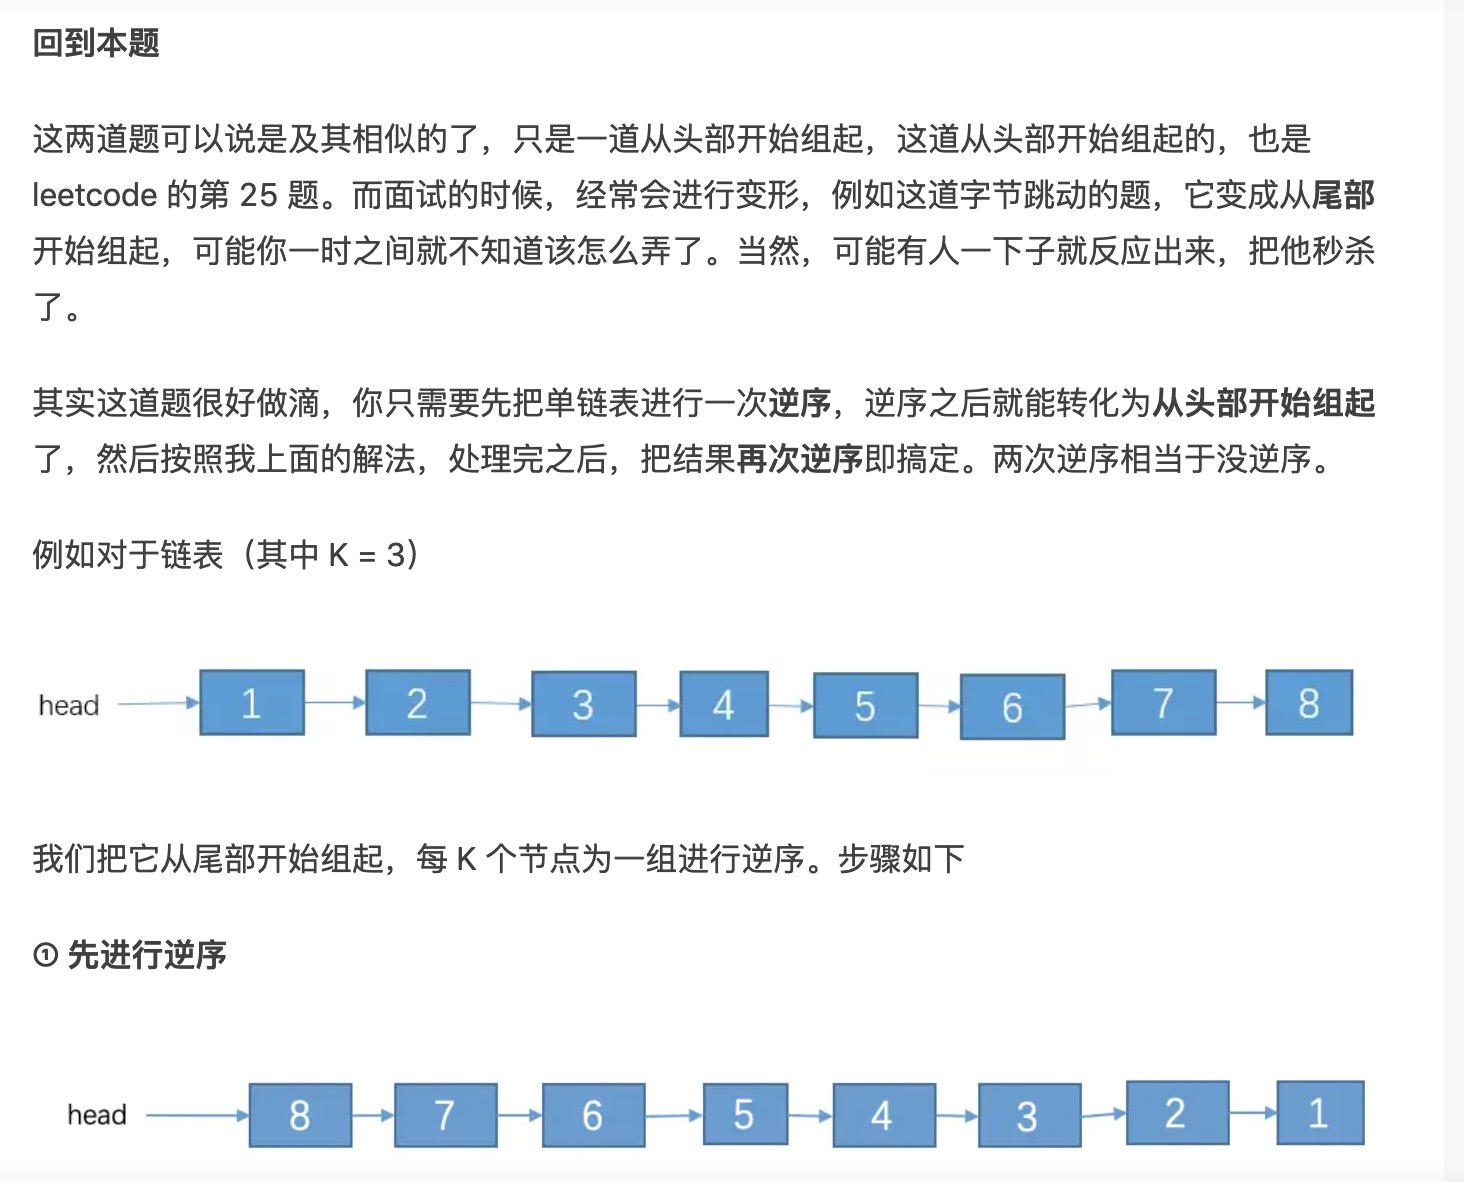 回到本题
这两道题可以说是及其相似的了，只是一道从头部开始组起，这道从头部开始组起的，也是
leetcode 的第 25 题。而面试的时候，经常会进行变形，例如这道字节跳动的题，它变成从尾部
开始组起，可能你一时之间就不知道该怎么弄了。当然，可能有人一下子就反应出来，把他秒杀
了。
其实这道题很好做滴，你只需要先把单链表进行一次逆序，逆序之后就能转化为从头部开始组起
了，然后按照我上面的解法，处理完之后，把结果再次逆序即搞定。两次逆序相当于没逆序。
例如对于链表（其中 K = 3）
head 1 2 3 4 5 6 7 8
我们把它从尾部开始组起，每 K 个节点为一组进行逆序。步骤如下
① 先进行逆序
head 8 7 6 5 4 3 2 1